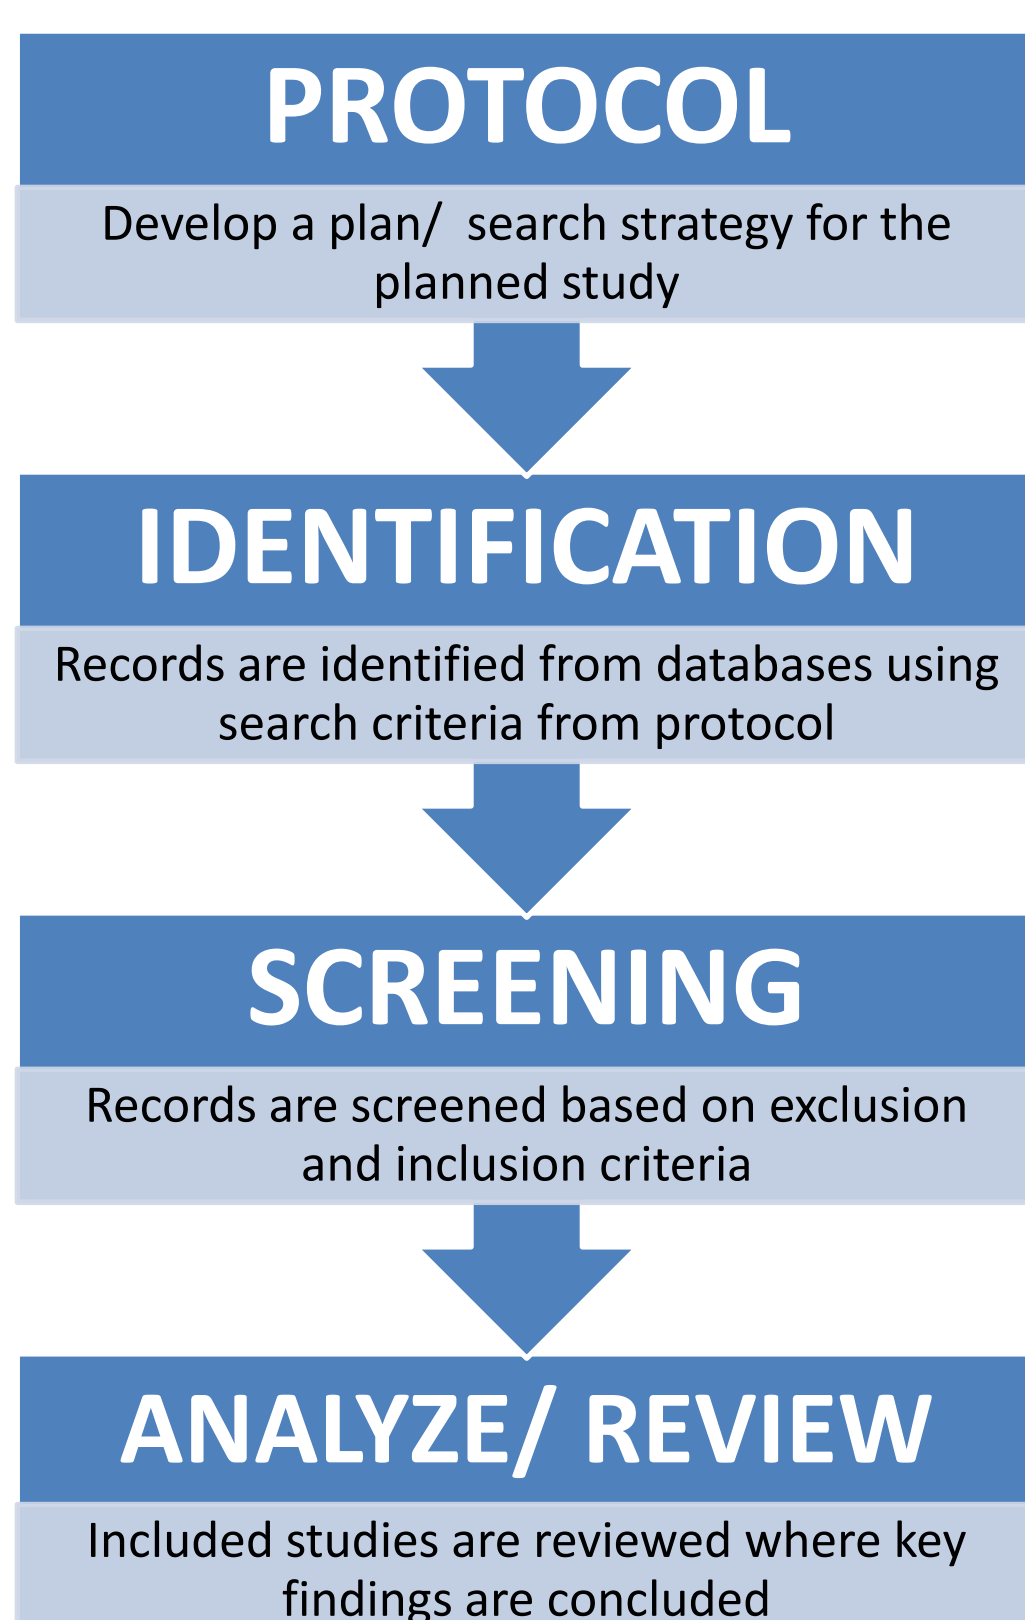 PROTOCOL
Develop a plan/ search strategy for the
planned study
IDENTIFICATION
Records are identified from databases using
search criteria from protocol
SCREENING
Records are screened based on exclusion
and inclusion criteria
ANALYZE/ REVIEW
Included studies are reviewed where key
findings are concluded